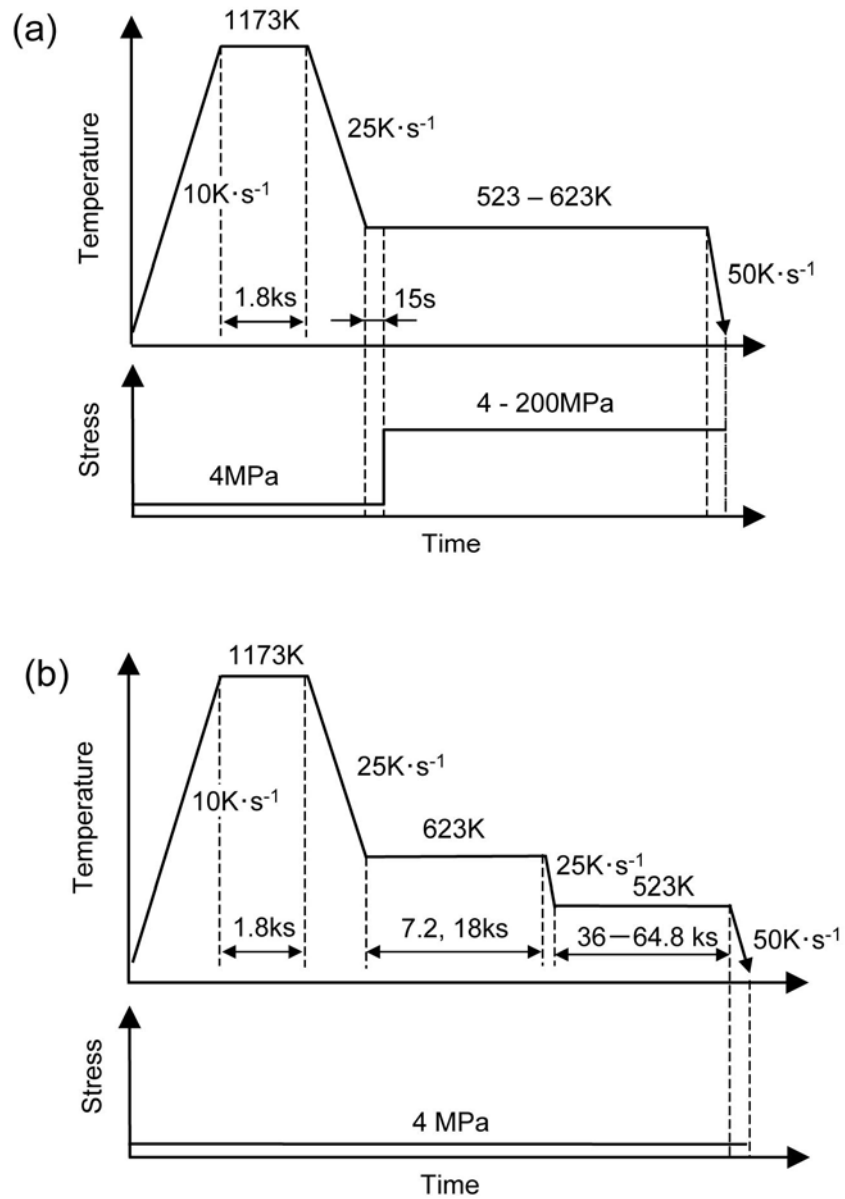 (a)
1173K
Temperature
10K·s-1
25K·s-1
1.8ks
15s
523 – 623K
50K·s-1
Stress
4MPa
4 - 200MPa
Time
(b)
1173K
Temperature
10K·s-1
25K·s-1
623K
25K·s-1
523K
1.8ks
7.2, 18ks
36－64.8 ks
50K·s-1
Stress
4 MPa
Time